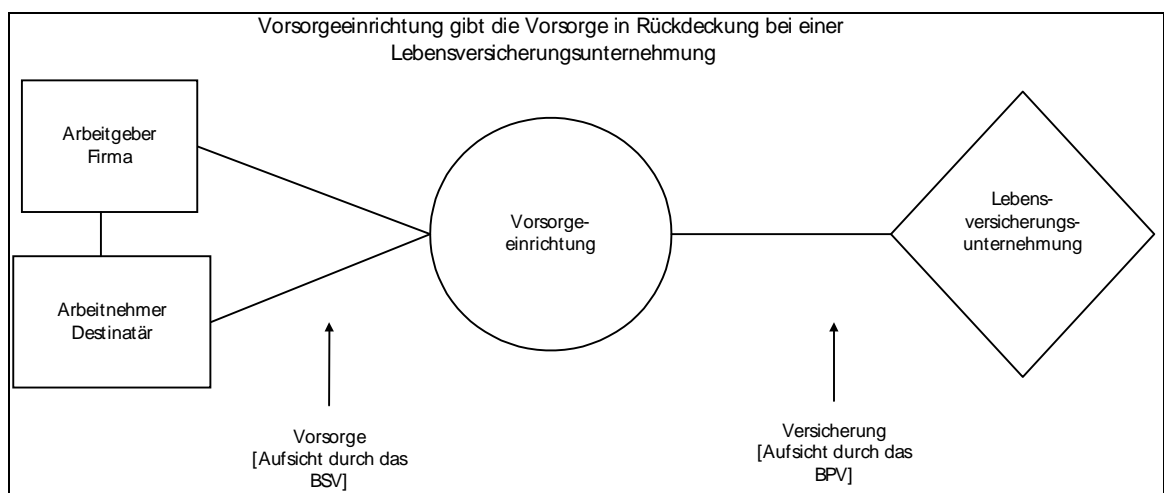 Vorsorgeeinrichtung gibt die Vorsorge in Rückdeckung bei einer
Lebensversicherungsunternehmung
Arbeitgeber
Firma
Arbeitnehmer
Destinatär
Vorsorge-
einrichtung
Lebens-
versicherungs-
unternehmung
Vorsorge
[Aufsicht durch das
BSV]
Versicherung
[Aufsicht durch das
BPV]